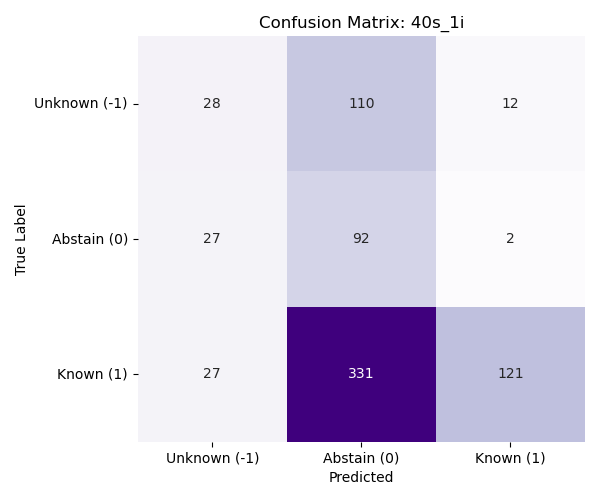 Confusion Matrix: 40s_1i
True Label
Unknown (-1) 28 110 12
Abstain (0) 27 92 2
Known (1) 27 331 121
Unknown (-1) Abstain (0) Known (1)
Predicted